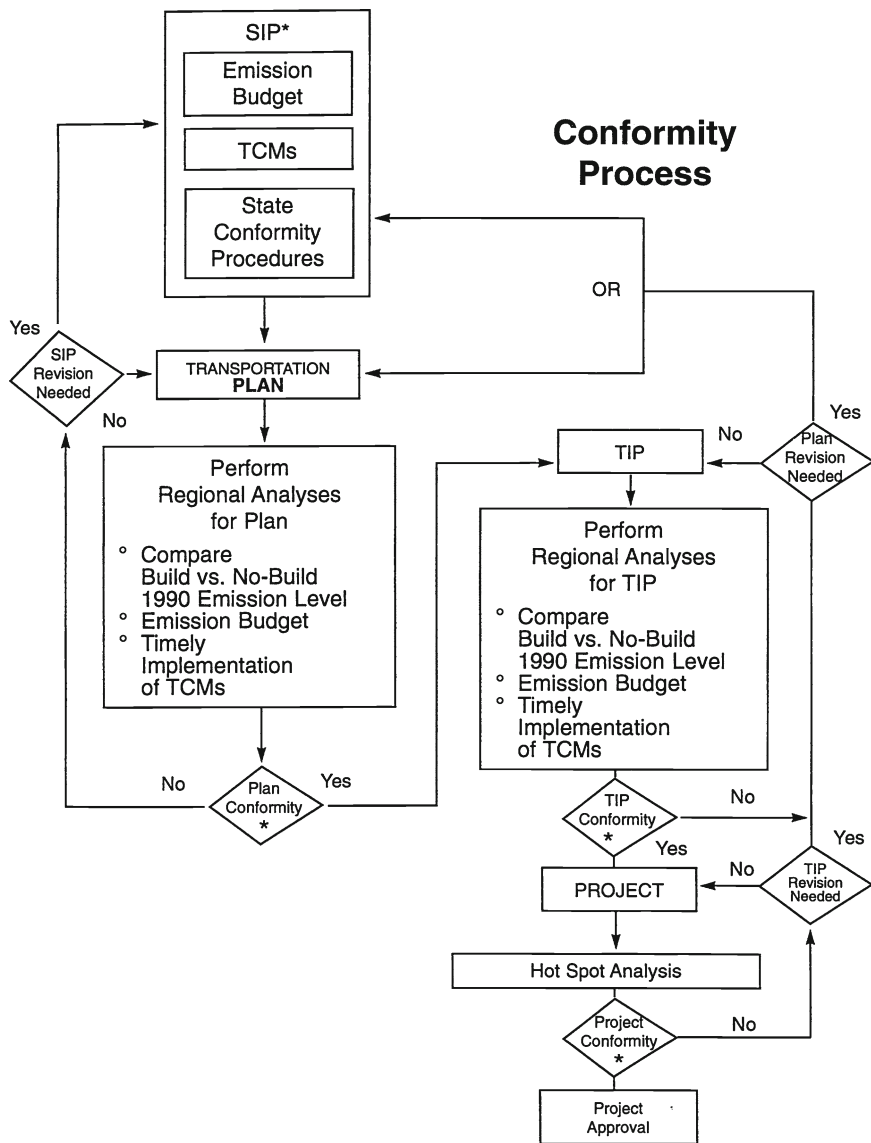 SIP*
Emission
Budget
TCMs
State
Conformity
Procedures
Conformity
Process
OR
Yes
SIP
Revision
Needed
No
TRANSPORTATION
PLAN
Perform
Regional Analyses
for Plan
° Compare
Build vs. No-Build
1990 Emission Level
° Emission Budget
° Timely
Implementation
of TCMs
No
Plan
Conformity
*
Yes
TIP
No
Yes
Plan
Revision
Needed
Perform
Regional Analyses
for TIP
° Compare
Build vs. No-Build
1990 Emission Level
° Emission Budget
° Timely
Implementation
of TCMs
TIP
Conformity
*
No
Yes
Yes
TIP
Revision
Needed
No
PROJECT
Hot Spot Analysis
Project
Conformity
*
No
Project
Approval